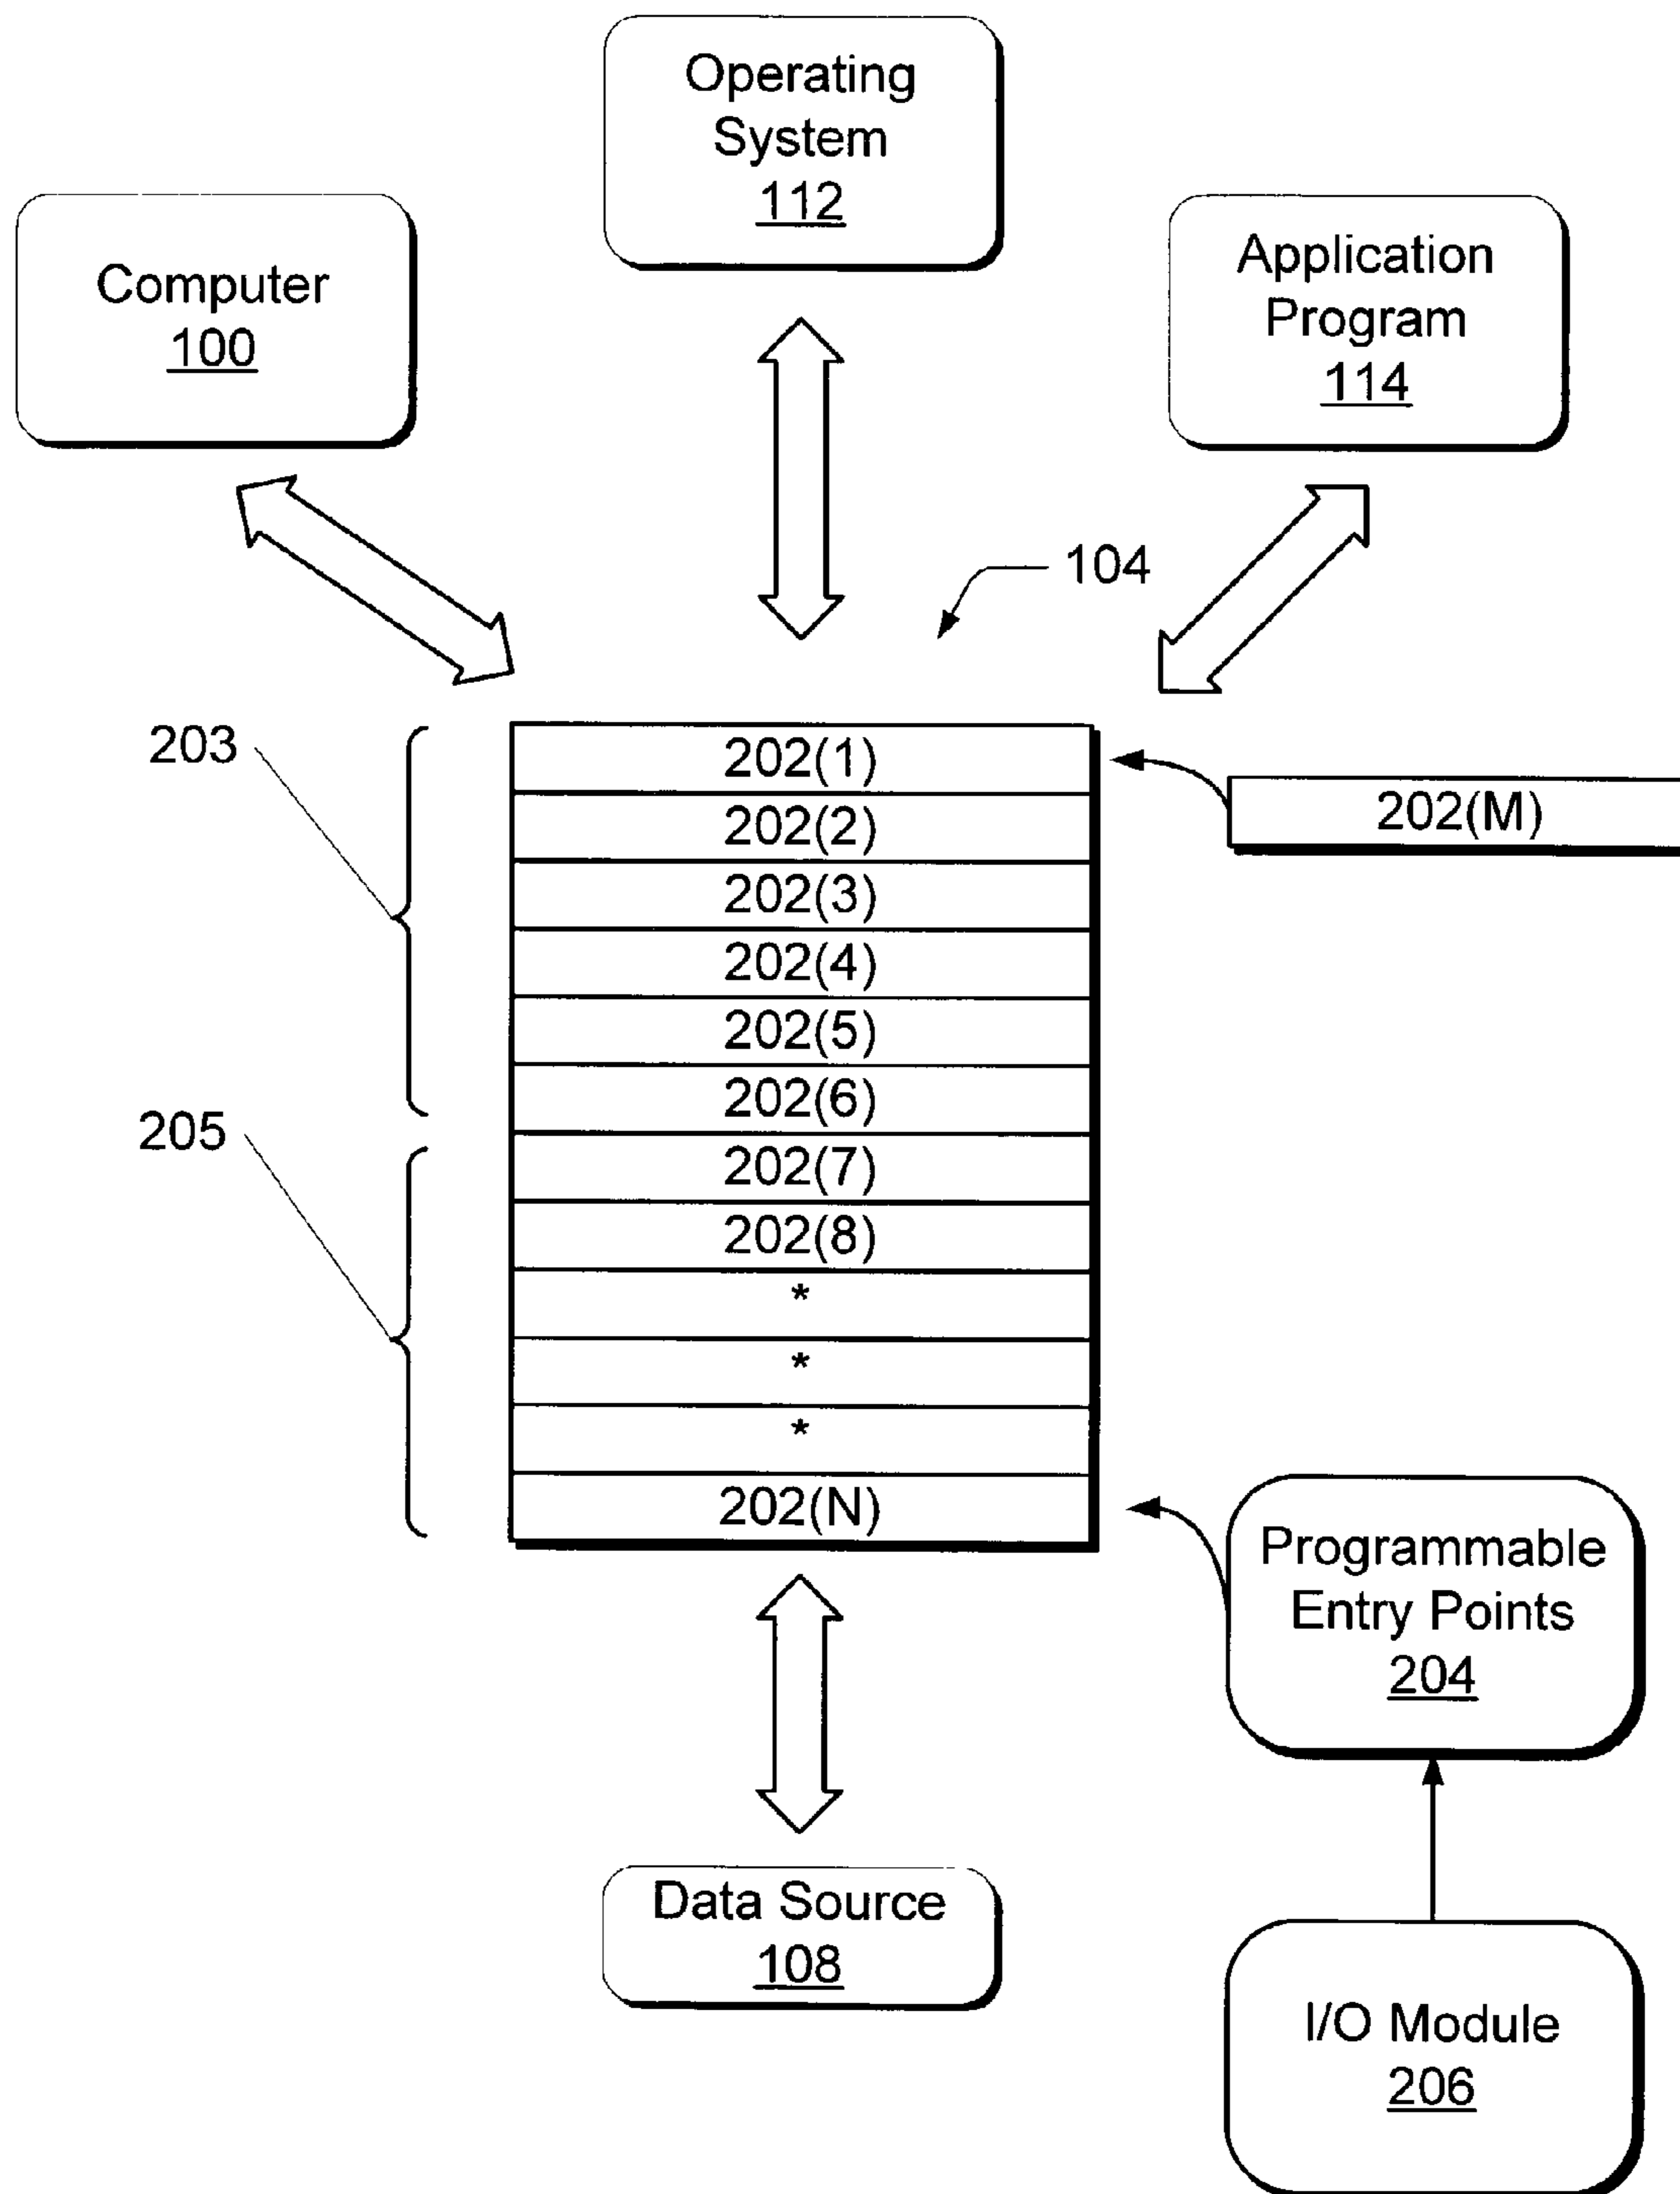 Operating
System
112
Computer
100
Application
Program
114
104
203
202(1)
202(M)
202(2)
202(3)
202(4)
202(5)
202(6)
205
202(7)
202(8)
*
*
*
202(N)
Programmable
Entry Points
204
Data Source
108
I/O Module
206